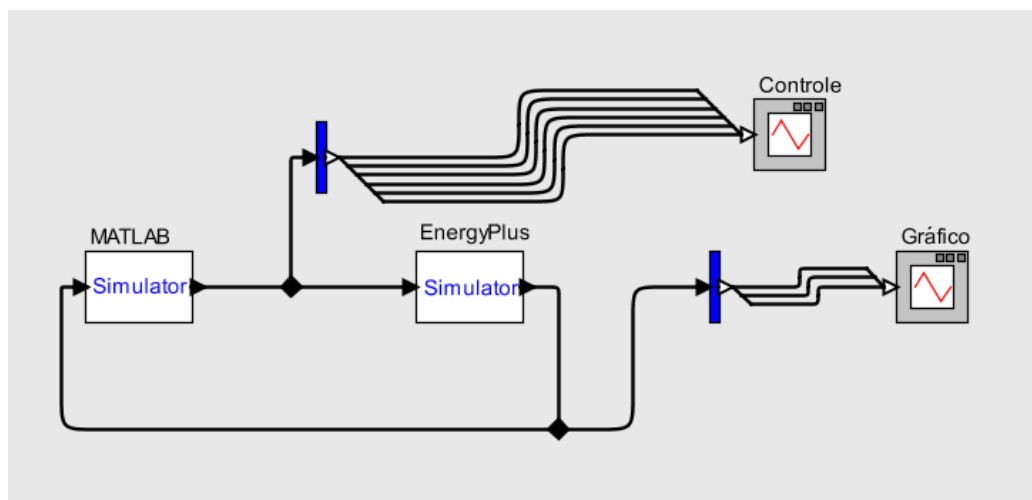 Controle
MATLAB
Simulator
EnergyPlus
Simulator
Gráfico